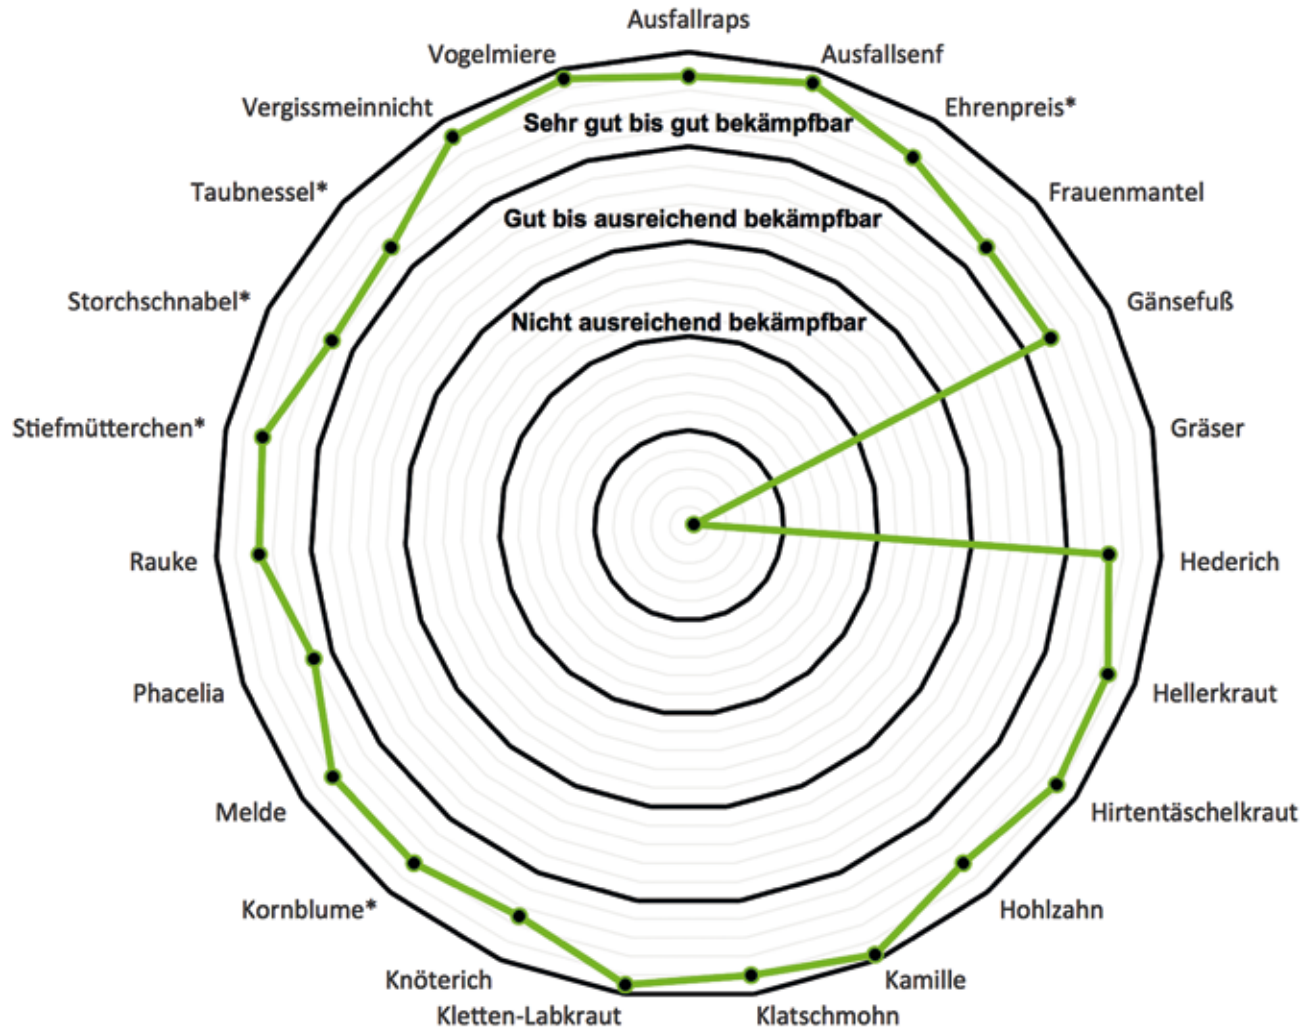 Ausfallraps
Ausfallsenf
Ehrenpreis*
Frauenmantel
Gänsefuß
Gräser
Hederich
Hellerkraut
Hirtentäschelkraut
Hohlzahn
Kamille
Klatschmohn
Kletten-Labkraut
Knöterich
Kornblume*
Melde
Phacelia
Rauke
Stiefmütterchen*
Storchschnabel*
Taubnessel*
Vergissmeinnicht
Vogelmiere
Sehr gut bis gut bekämpfbar
Gut bis ausreichend bekämpfbar
Nicht ausreichend bekämpfbar